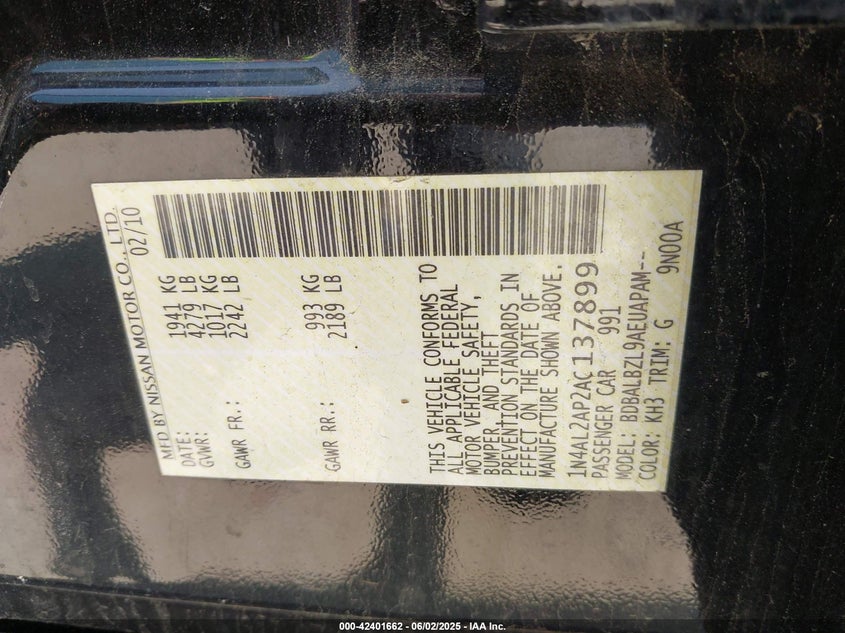 MFD BY NISSAN MOTOR CO., LTD.
DATE: 02/10
GVWR: 1941 KG
4279 LB
GAWR FR.: 1017 KG
2242 LB
GAWR RR.: 993 KG
2189 LB
THIS VEHICLE CONFORMS TO
ALL APPLICABLE FEDERAL
MOTOR VEHICLE SAFETY,
BUMPER, AND THEFT
PREVENTION STANDARDS IN
EFFECT ON THE DATE OF
MANUFACTURE SHOWN ABOVE.
1N4AL2AP2AC137899
PASSENGER CAR 991
MODEL: BDBALBZL9AEUAPAM--
COLOR: KH3 TRIM: G 9N00A
000-42401662 - 06/02/2025 - IAA Inc.